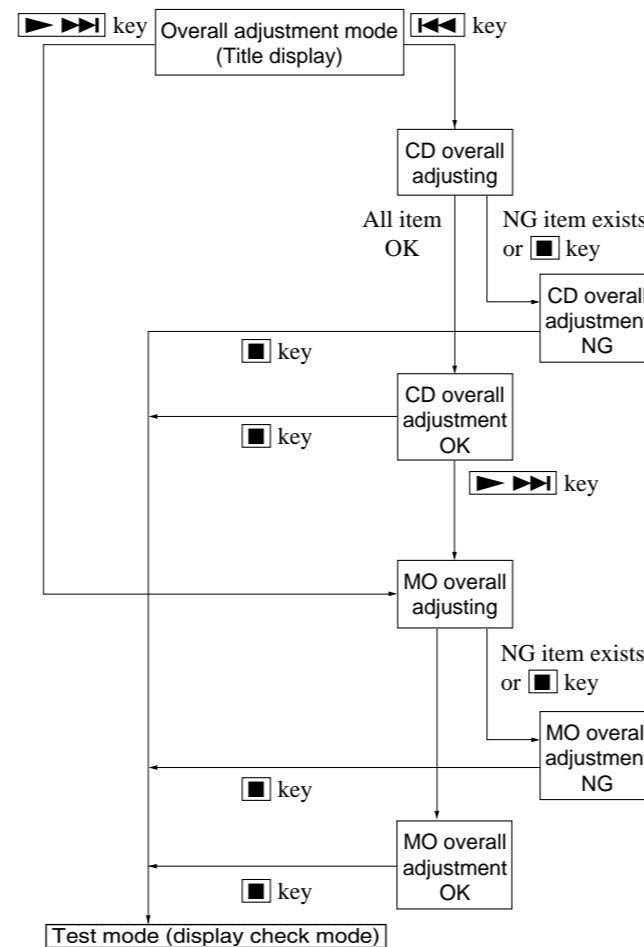 key
Overall adjustment mode
(Title display)
key
CD overall
adjusting
All item
OK
NG item exists
or key
CD overall
adjustment
NG
key
CD overall
adjustment
OK
key
key
MO overall
adjusting
NG item exists
or key
MO overall
adjustment
NG
key
MO overall
adjustment
OK
key
Test mode (display check mode)